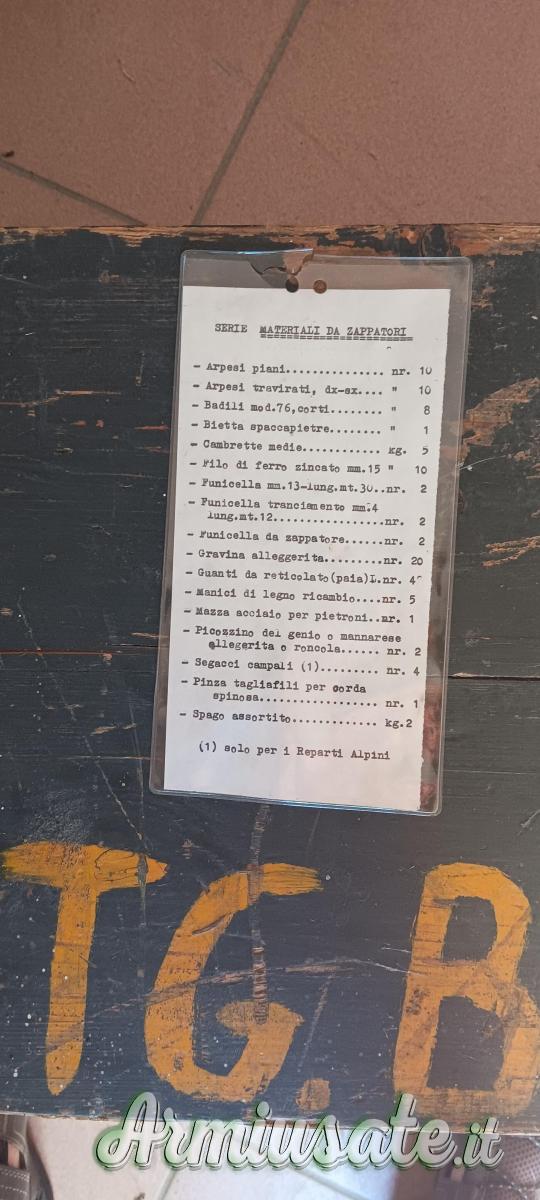 SERIE MATERIALI DA ZAPPATORI
- Arpesi piani............... nr. 10
- Arpesi travirati, dx-sx.... " 10
- Badili mod.76,corti........ " 8
- Bietta spaccapietre........ " 1
- Cambrette medie............ kg. 5
- Filo di ferro zincato mm.15 " 10
- Funicella mm.13-lung.mt.30..nr. 2
- Funicella tranciamento mm.4
lung.mt.12.................nr. 2
- Funicella da zappatore......nr. 2
- Gravina alleggerita.........nr. 20
- Guanti da reticolato(paia)L.nr. 4
- Manici di legno ricambio....nr. 5
- Mazza acciaio per pietroni..nr. 1
- Picozzino del genio o mannarese
allegerita o roncola...... nr. 2
- Segacci campali (1)......... nr. 4
- Pinza tagliafili per corda
spinosa................... nr. 1
- Spago assortito............. kg.2
(1) solo per i Reparti Alpini
TG.B
Armiusate.it